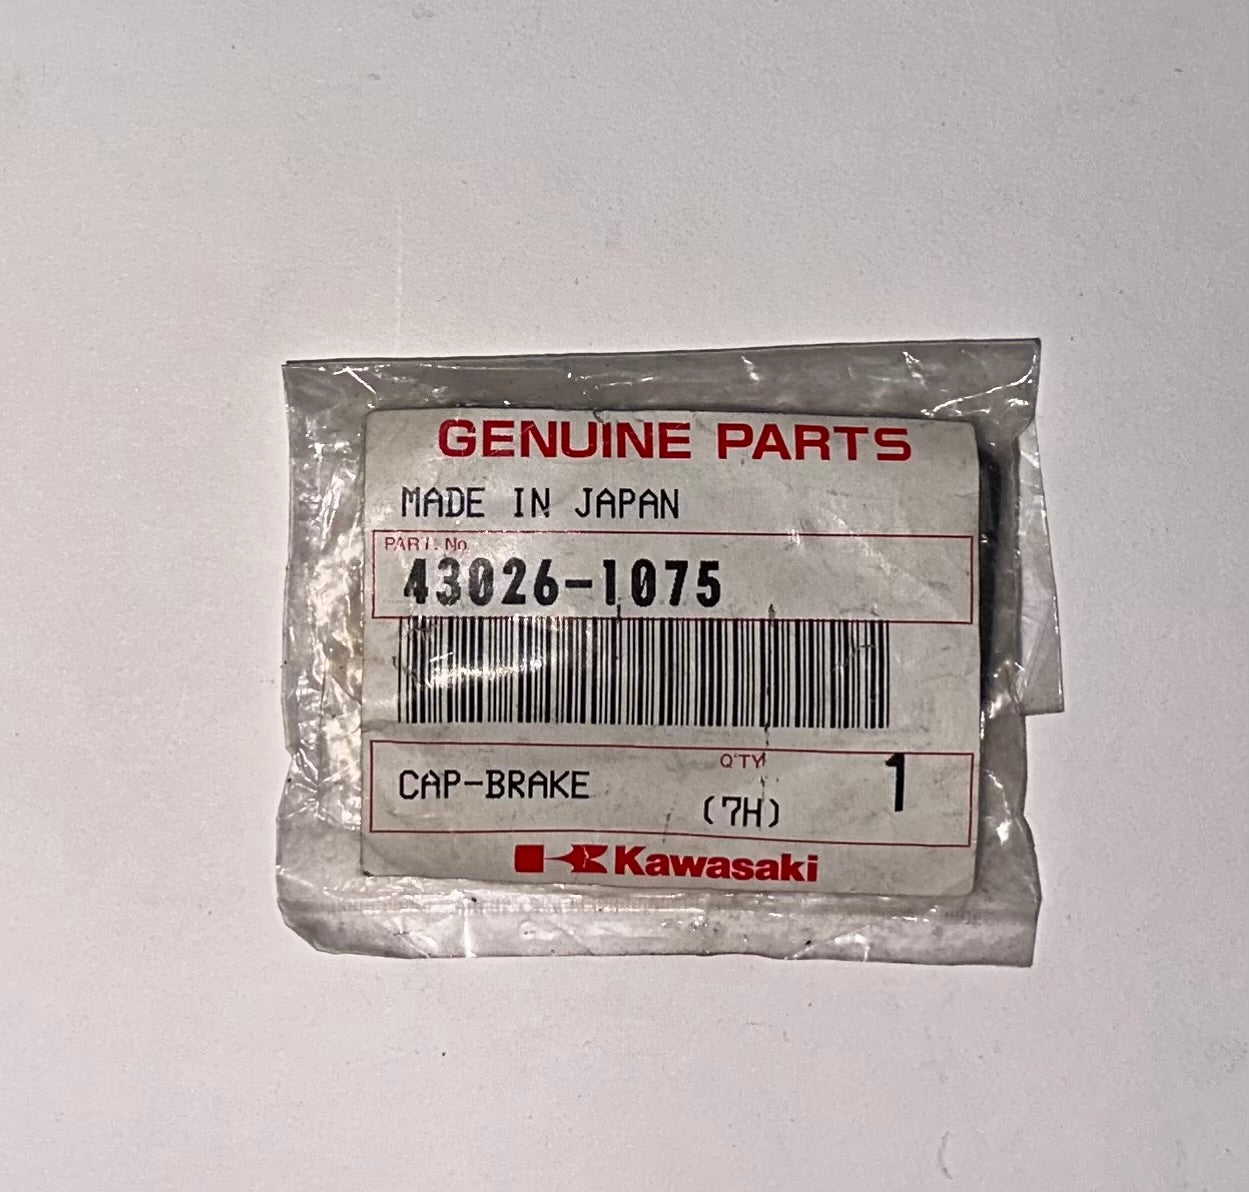 GENUINE PARTS
MADE IN JAPAN
PART. No.
43026-1075
CAP-BRAKE
Q'TY
(7H)
1
Kawasaki